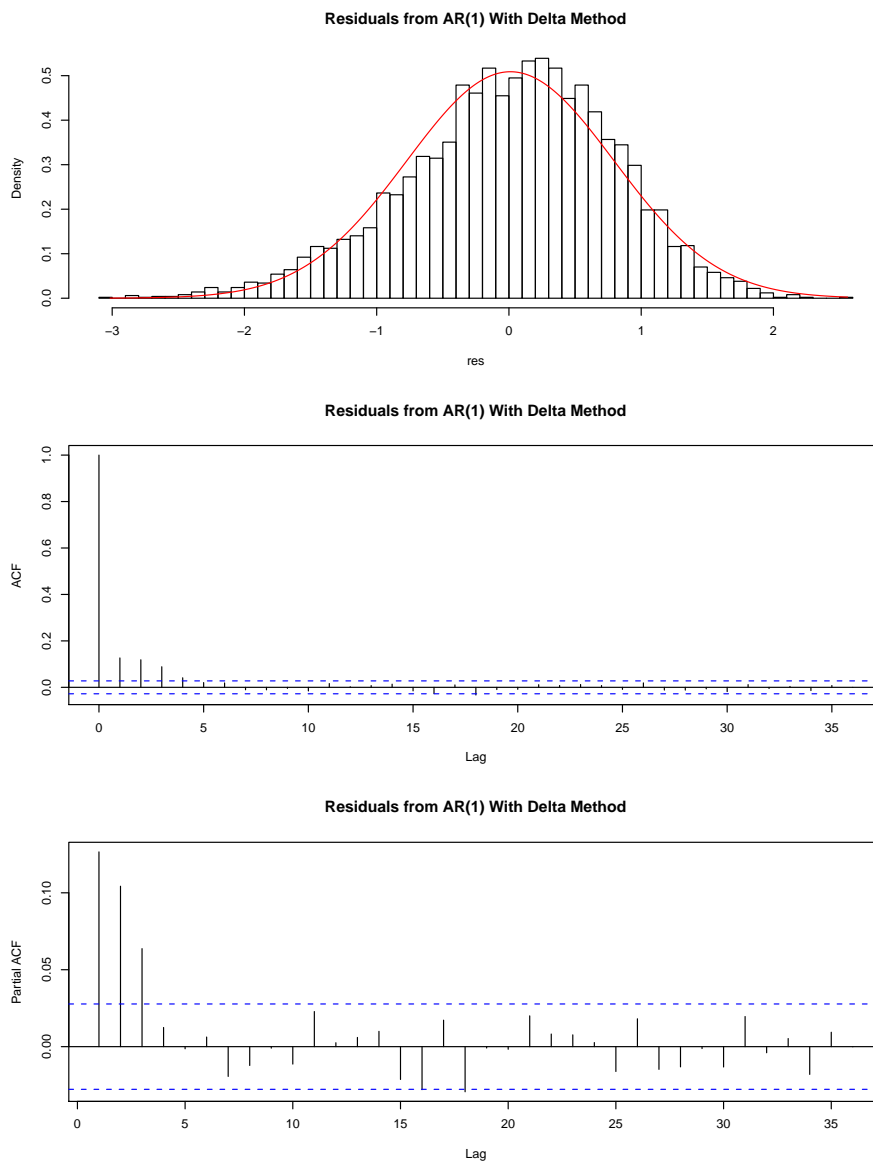 Residuals from AR(1) With Delta Method
Density
0.0 0.1 0.2 0.3 0.4 0.5
−3 −2 −1 0 1 2
res
Residuals from AR(1) With Delta Method
ACF
0.0 0.2 0.4 0.6 0.8 1.0
0 5 10 15 20 25 30 35
Lag
Residuals from AR(1) With Delta Method
Partial ACF
0.00 0.05 0.10
0 5 10 15 20 25 30 35
Lag